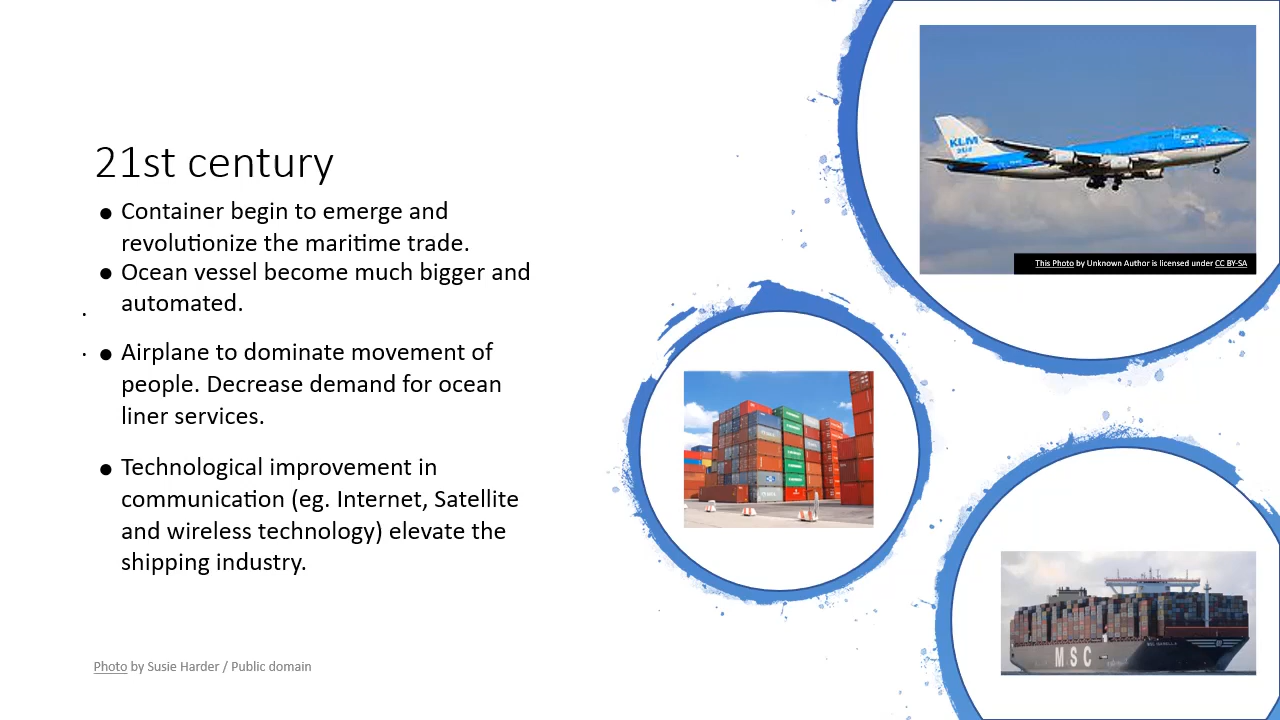 21st century
● Container begin to emerge and
revolutionize the maritime trade.
● Ocean vessel become much bigger and
automated.
● Airplane to dominate movement of
people. Decrease demand for ocean
liner services.
● Technological improvement in
communication (eg. Internet, Satellite
and wireless technology) elevate the
shipping industry.
Photo by Susie Harder / Public domain
KLM
This Photo by Unknown Author is licensed under CC BY-SA
MSC